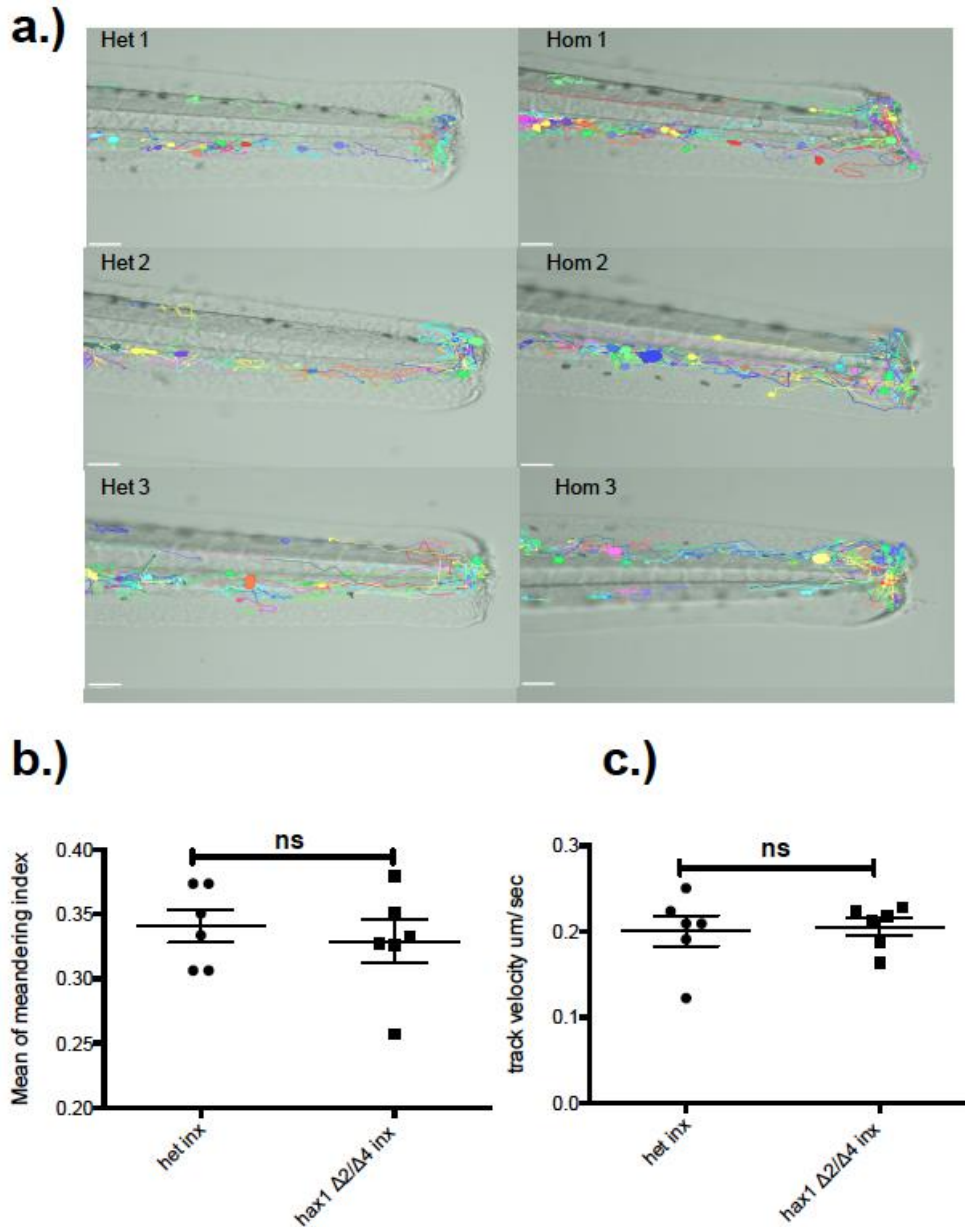 a.)
Het 1
Hom 1
Het 2
Hom 2
Het 3
Hom 3
b.)
c.)
ns
0.40
0.35
0.30
0.25
0.20
Mean of meandering index
het inx
hax1 Δ2/Δ4 inx
ns
0.3
0.2
0.1
0.0
track velocity um/sec
het inx
hax1 Δ2/Δ4 inx